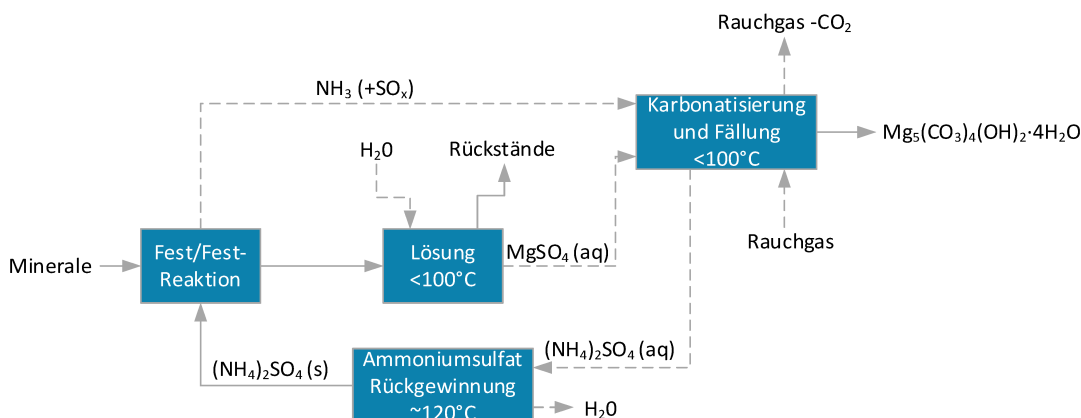 Rauchgas -CO₂
NH₃ (+SOₓ)
Karbonatisierung
und Fällung
<100°C
Mg₅(CO₃)₄(OH)₂·4H₂O
H₂0
Rückstände
Rauchgas
Minerale
Fest/Fest-
Reaktion
Lösung
<100°C
MgSO₄ (aq)
(NH₄)₂SO₄ (s)
Ammoniumsulfat
Rückgewinnung
~120°C
(NH₄)₂SO₄ (aq)
H₂0